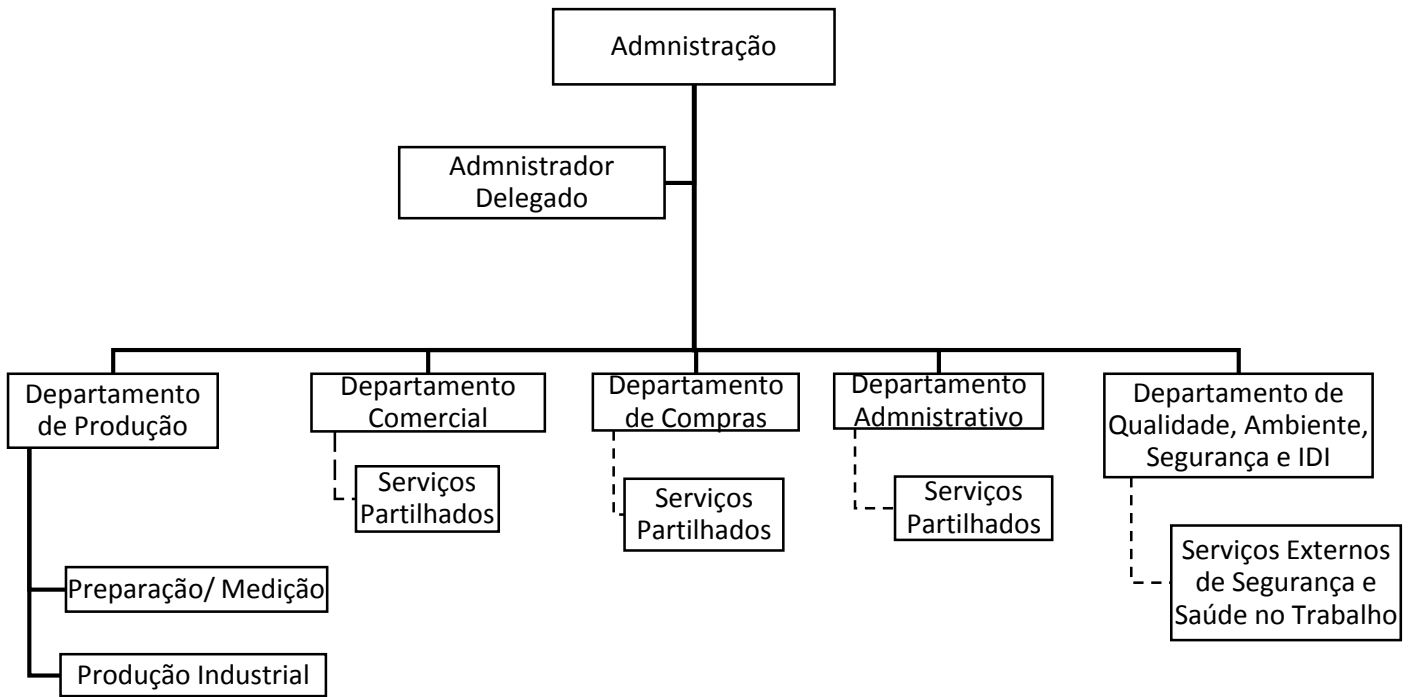 Admnistração
Admnistrador
Delegado
Departamento
de Produção
Departamento
Comercial
Departamento
de Compras
Departamento
Admnistrativo
Departamento de
Qualidade, Ambiente,
Segurança e IDI
Serviços
Partilhados
Serviços
Partilhados
Serviços
Partilhados
Serviços Externos
de Segurança e
Saúde no Trabalho
Preparação/ Medição
Produção Industrial